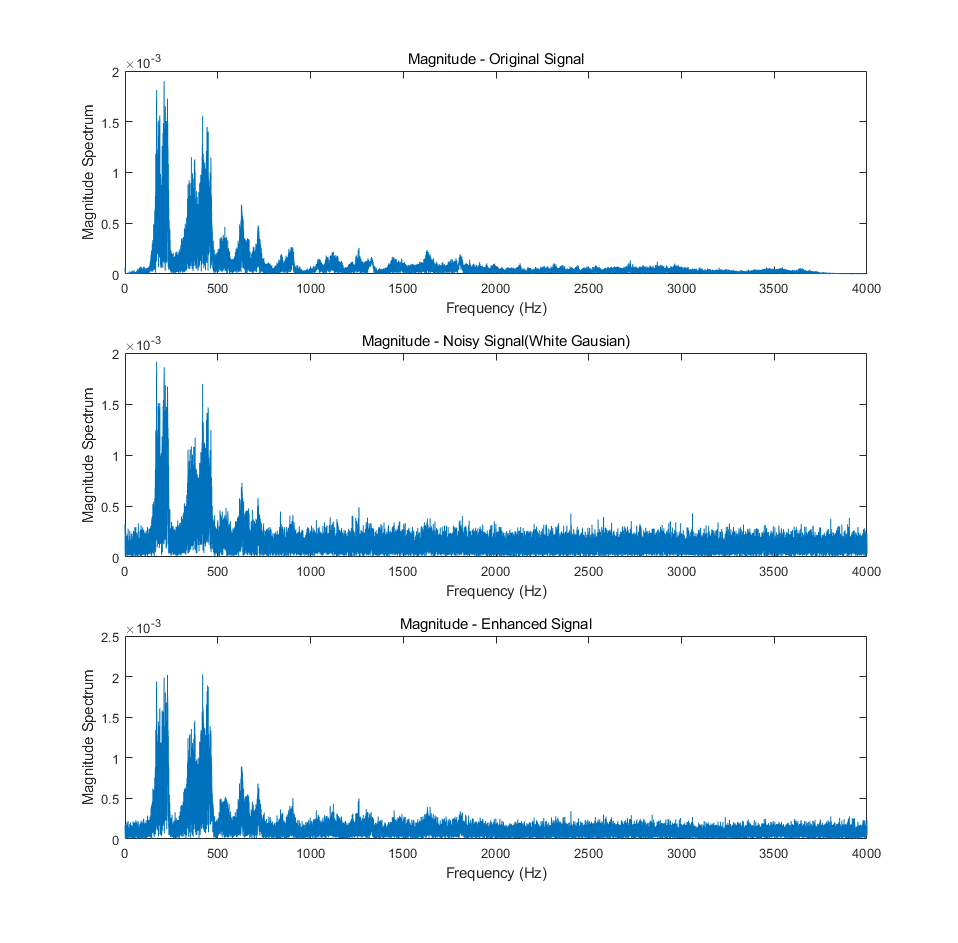 Magnitude - Original Signal
×10-3
Magnitude Spectrum
2
1.5
1
0.5
0
0 500 1000 1500 2000 2500 3000 3500 4000
Frequency (Hz)
Magnitude - Noisy Signal(White Gausian)
×10-3
Magnitude Spectrum
2
1.5
1
0.5
0
0 500 1000 1500 2000 2500 3000 3500 4000
Frequency (Hz)
Magnitude - Enhanced Signal
×10-3
Magnitude Spectrum
2.5
2
1.5
1
0.5
0
0 500 1000 1500 2000 2500 3000 3500 4000
Frequency (Hz)